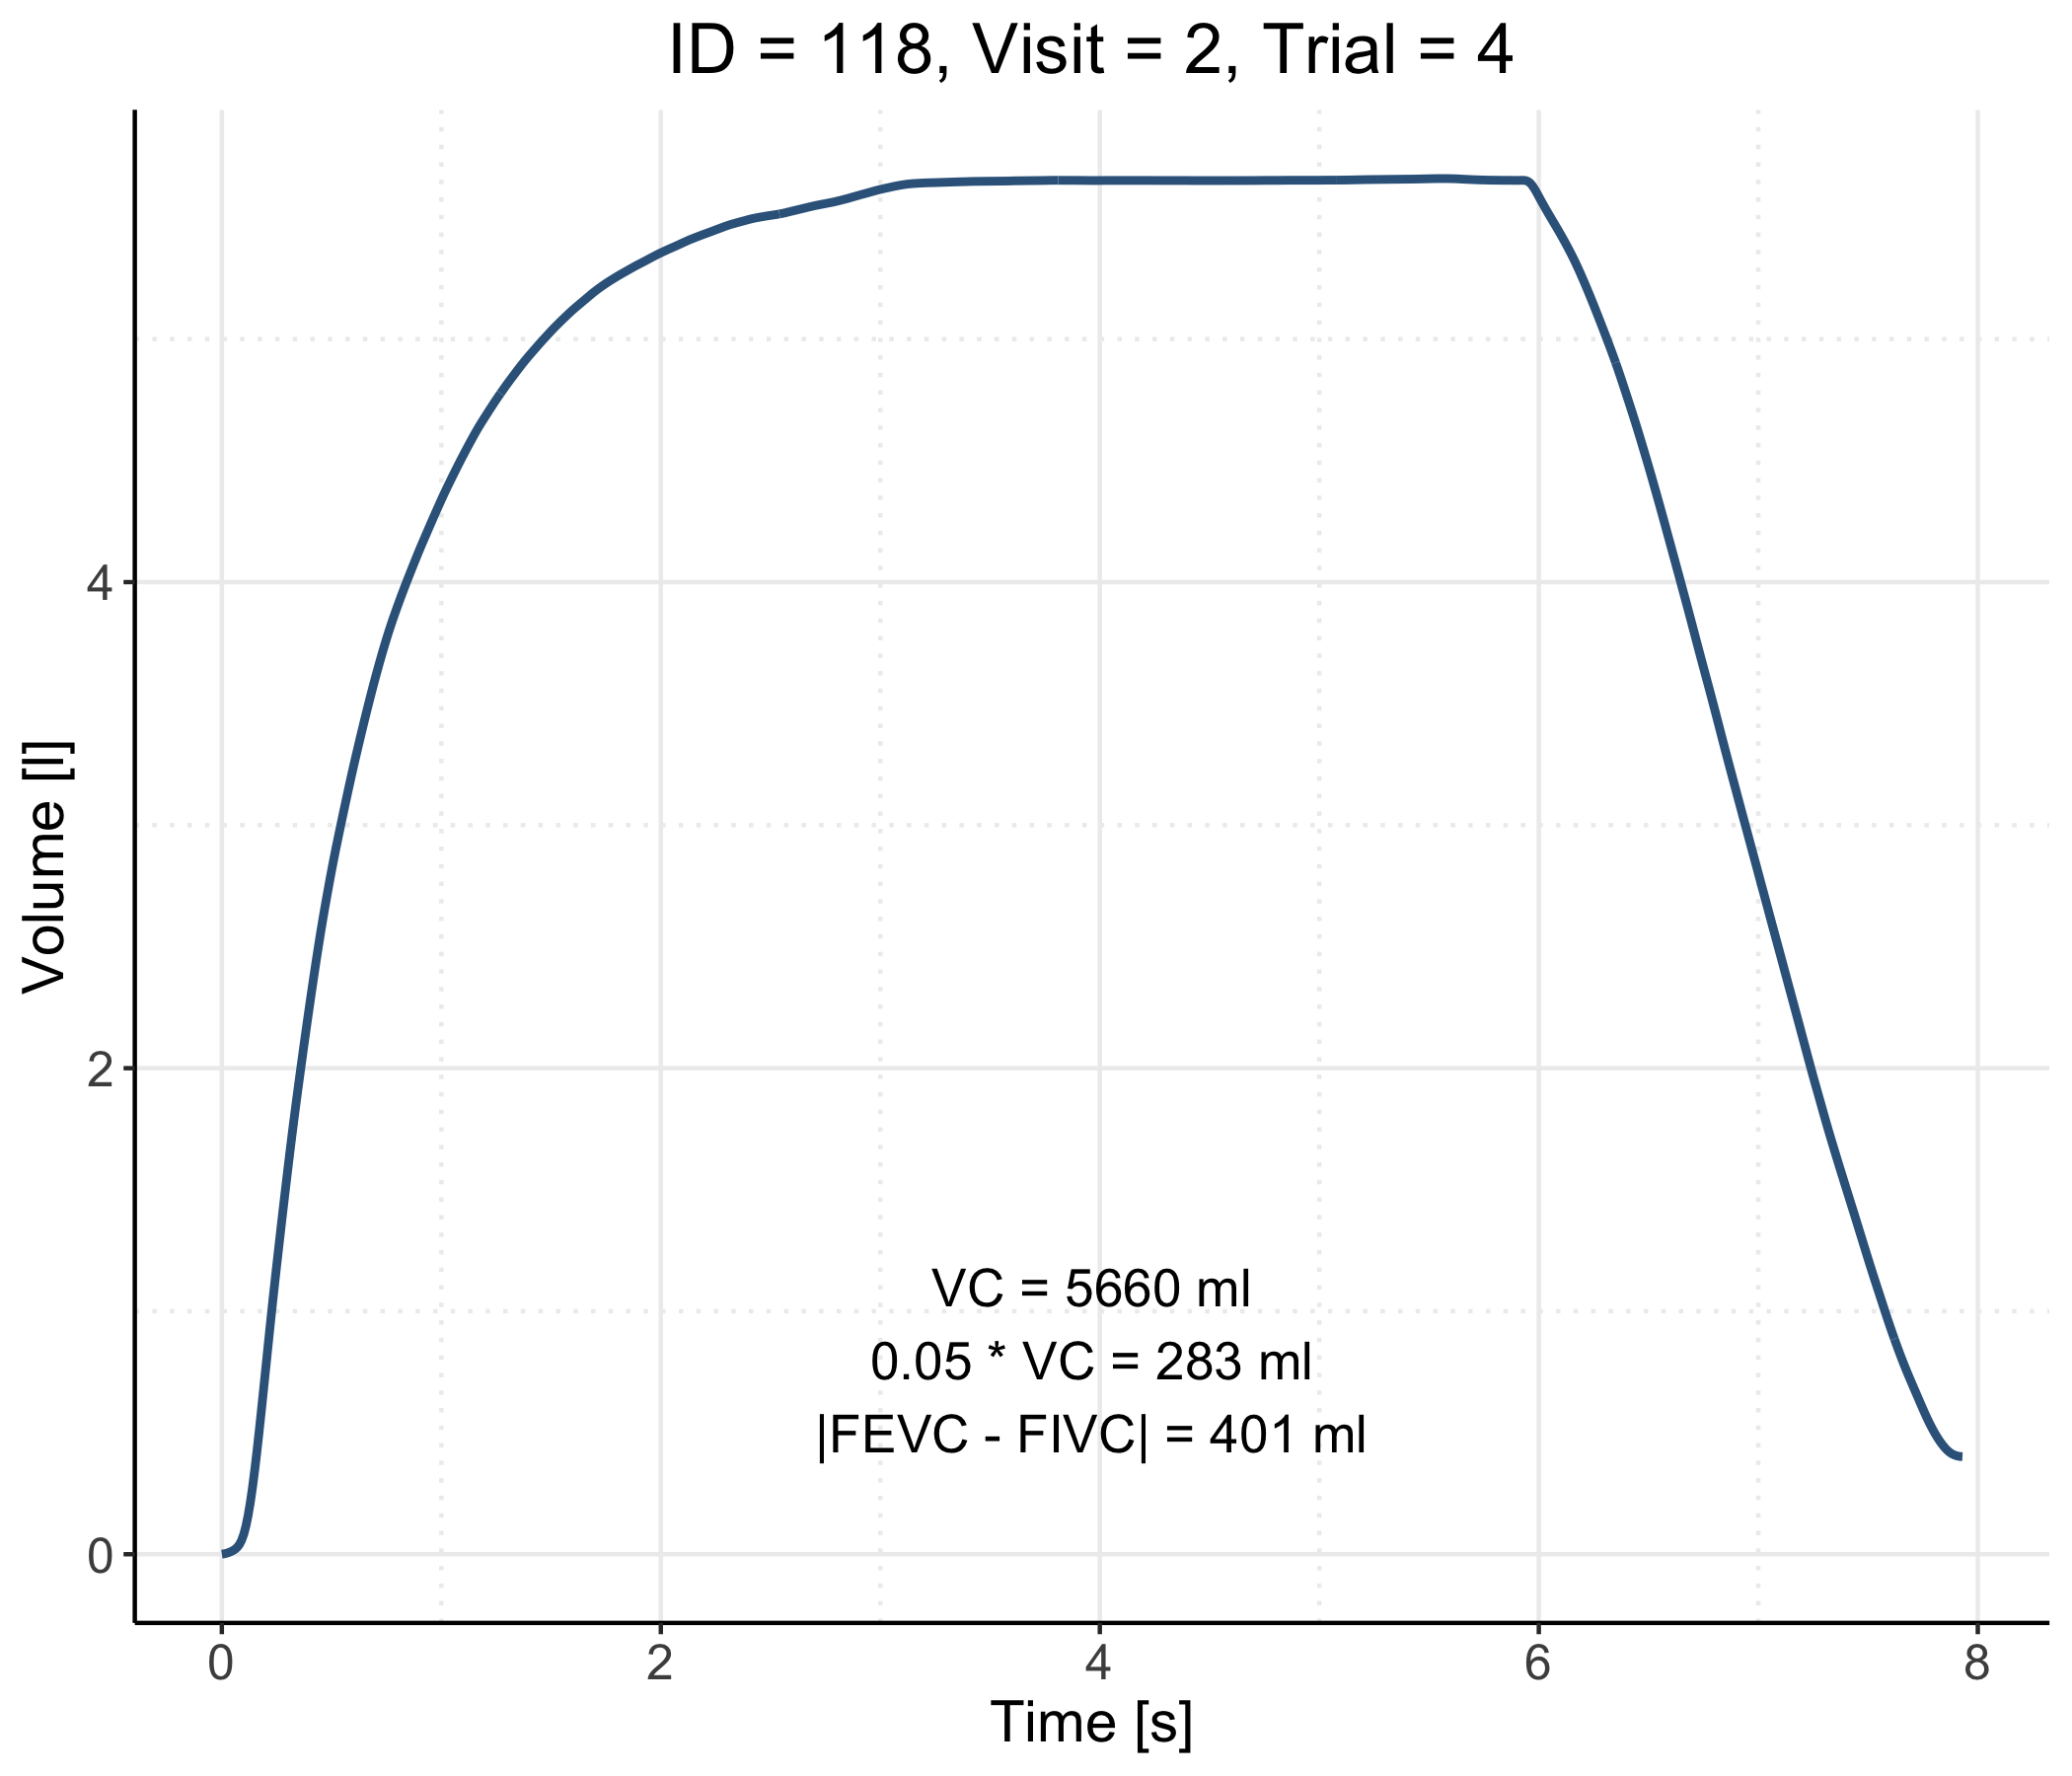 ID = 118, Visit = 2, Trial = 4
Volume [l]
4
2
0
VC = 5660 ml
0.05 * VC = 283 ml
|FEVC - FIVC| = 401 ml
0 2 4 6 8
Time [s]